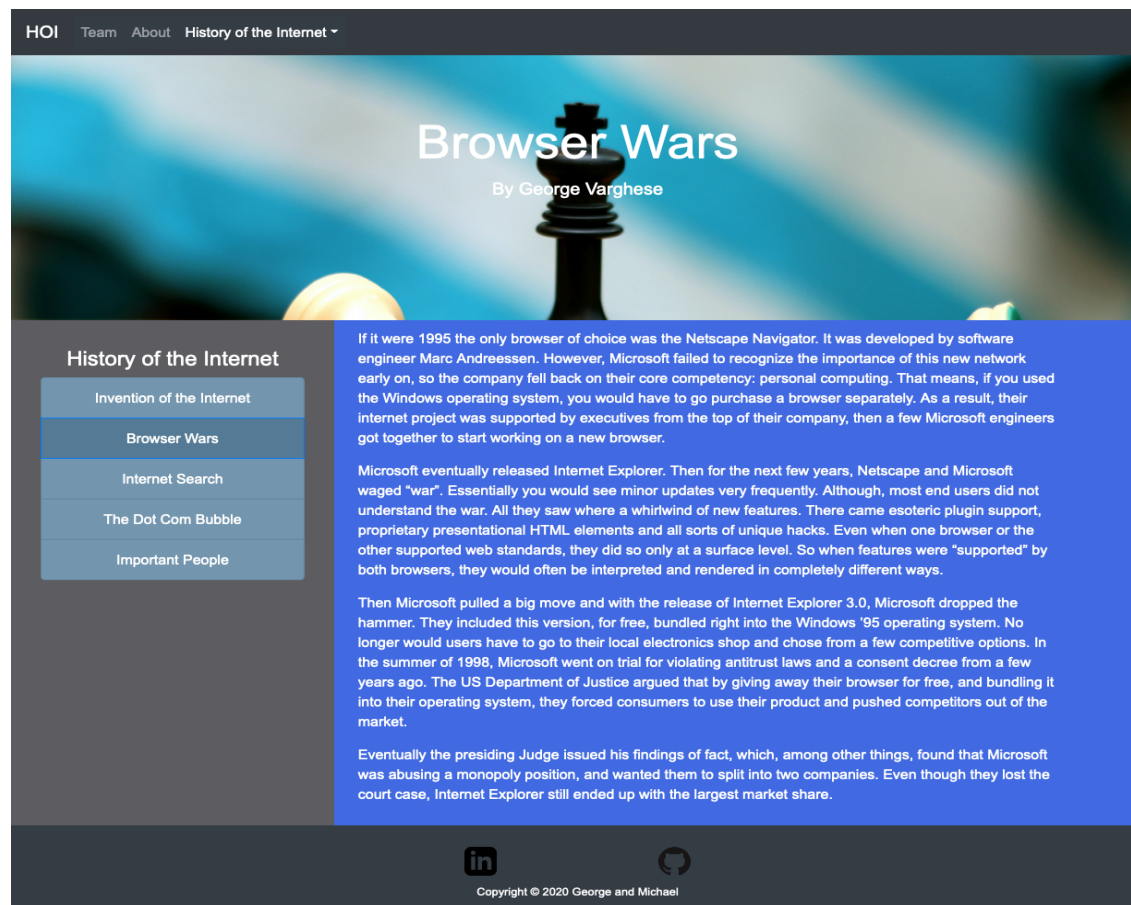 HOI Team About History of the Internet
Browser Wars
By George Varghese
History of the Internet
Invention of the Internet
Browser Wars
Internet Search
The Dot Com Bubble
Important People
If it were 1995 the only browser of choice was the Netscape Navigator. It was developed by software
engineer Marc Andreessen. However, Microsoft failed to recognize the importance of this new network
early on, so the company fell back on their core competency: personal computing. That means, if you used
the Windows operating system, you would have to go purchase a browser separately. As a result, their
internet project was supported by executives from the top of their company, then a few Microsoft engineers
got together to start working on a new browser.
Microsoft eventually released Internet Explorer. Then for the next few years, Netscape and Microsoft
waged “war”. Essentially you would see minor updates very frequently. Although, most end users did not
understand the war. All they saw where a whirlwind of new features. There came esoteric plugin support,
proprietary presentational HTML elements and all sorts of unique hacks. Even when one browser or the
other supported web standards, they did so only at a surface level. So when features were “supported” by
both browsers, they would often be interpreted and rendered in completely different ways.
Then Microsoft pulled a big move and with the release of Internet Explorer 3.0, Microsoft dropped the
hammer. They included this version, for free, bundled right into the Windows ’95 operating system. No
longer would users have to go to their local electronics shop and chose from a few competitive options. In
the summer of 1998, Microsoft went on trial for violating antitrust laws and a consent decree from a few
years ago. The US Department of Justice argued that by giving away their browser for free, and bundling it
into their operating system, they forced consumers to use their product and pushed competitors out of the
market.
Eventually the presiding Judge issued his findings of fact, which, among other things, found that Microsoft
was abusing a monopoly position, and wanted them to split into two companies. Even though they lost the
court case, Internet Explorer still ended up with the largest market share.
in
Copyright © 2020 George and Michael